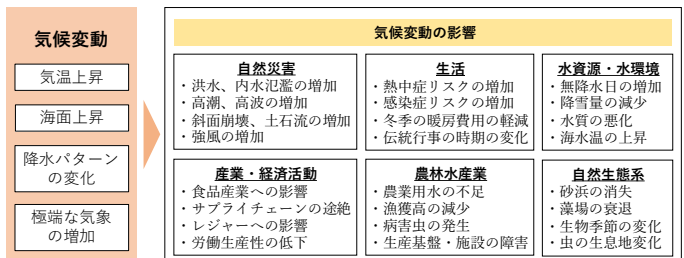 気候変動
気温上昇
海面上昇
降水パターン
の変化
極端な気象
の増加
気候変動の影響
自然災害
・洪水、内水氾濫の増加
・高潮、高波の増加
・斜面崩壊、土石流の増加
・強風の増加
生活
・熱中症リスクの増加
・感染症リスクの増加
・冬季の暖房費用の軽減
・伝統行事の時期の変化
水資源・水環境
・無降水日の増加
・降雪量の減少
・水質の悪化
・海水温の上昇
産業・経済活動
・食品産業への影響
・サプライチェーンの途絶
・レジャーへの影響
・労働生産性の低下
農林水産業
・農業用水の不足
・漁獲高の減少
・病害虫の発生
・生産基盤・施設の障害
自然生態系
・砂浜の消失
・藻場の衰退
・生物季節の変化
・虫の生息地変化